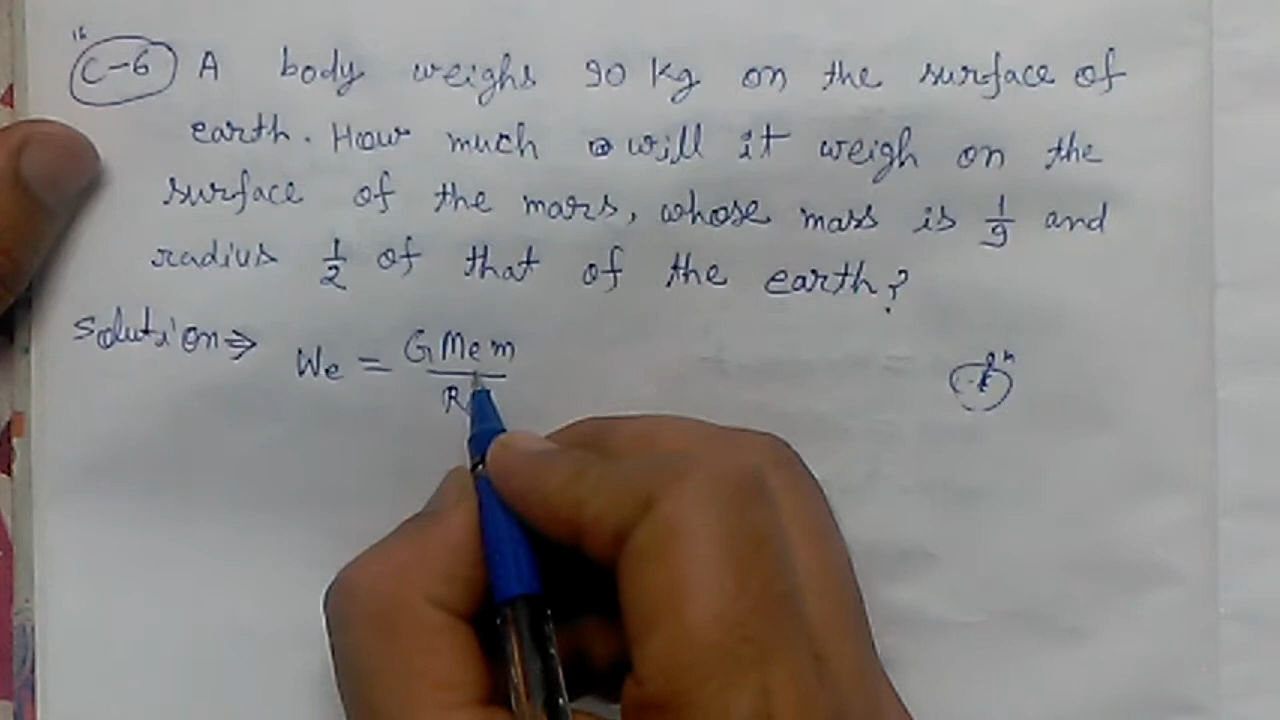 C-6 A body weighs 90 Kg on the surface of
earth. How much will it weigh on the
surface of the mars, whose mass is 1/9 and
radius 1/2 of that of the earth?
Solution ⇒ We = GMem / R